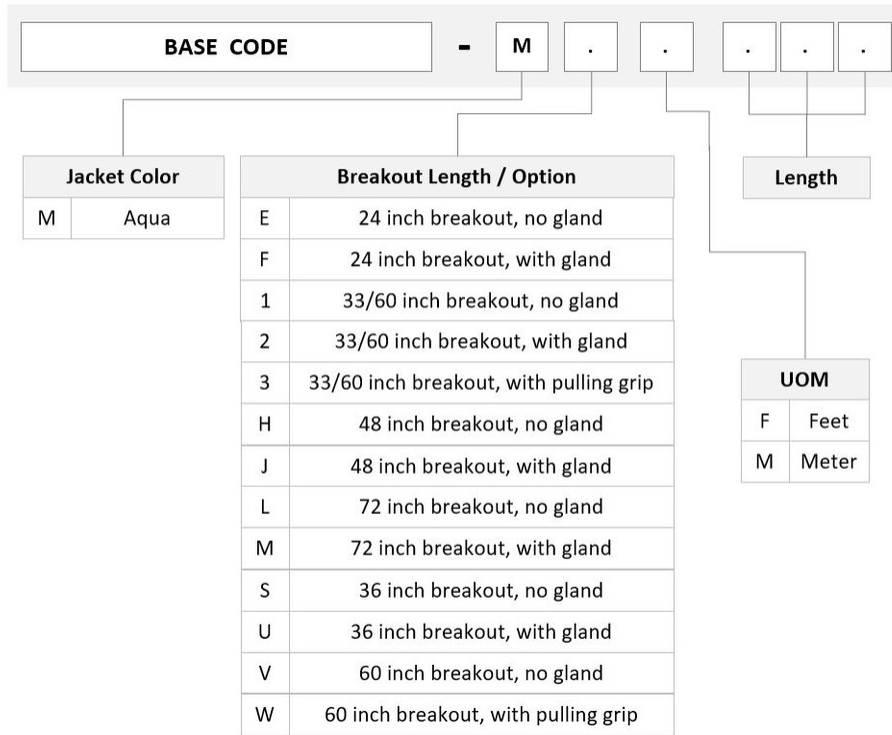 BASE CODE - M . . . . .
Jacket Color
M Aqua
Breakout Length / Option
E 24 inch breakout, no gland
F 24 inch breakout, with gland
1 33/60 inch breakout, no gland
2 33/60 inch breakout, with gland
3 33/60 inch breakout, with pulling grip
H 48 inch breakout, no gland
J 48 inch breakout, with gland
L 72 inch breakout, no gland
M 72 inch breakout, with gland
S 36 inch breakout, no gland
U 36 inch breakout, with gland
V 60 inch breakout, no gland
W 60 inch breakout, with pulling grip
Length
UOM
F Feet
M Meter